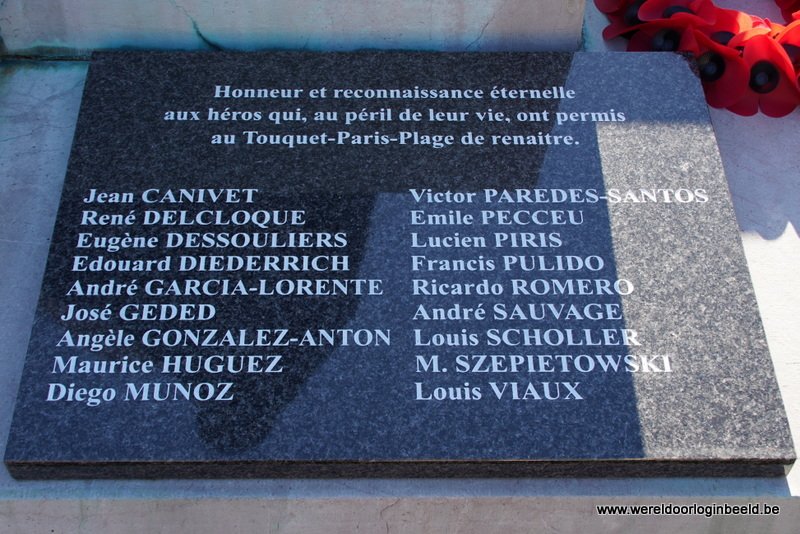 Honneur et reconnaissance éternelle
aux héros qui, au péril de leur vie, ont permis
au Touquet-Paris-Plage de renaitre.
Jean CANIVET
René DELCLOQUE
Eugène DESSOULIERS
Edouard DIEDERRICH
André GARCIA-LORENTE
José GEDED
Angèle GONZALEZ-ANTON
Maurice HUGUEZ
Diego MUNOZ
Victor PAREDES-SANTOS
Emile PECCEU
Lucien PIRIS
Francis PULIDO
Ricardo ROMERO
André SAUVAGE
Louis SCHOLLER
M. SZEPIETOWSKI
Louis VIAUX
www.wereldoorloginbeeld.be